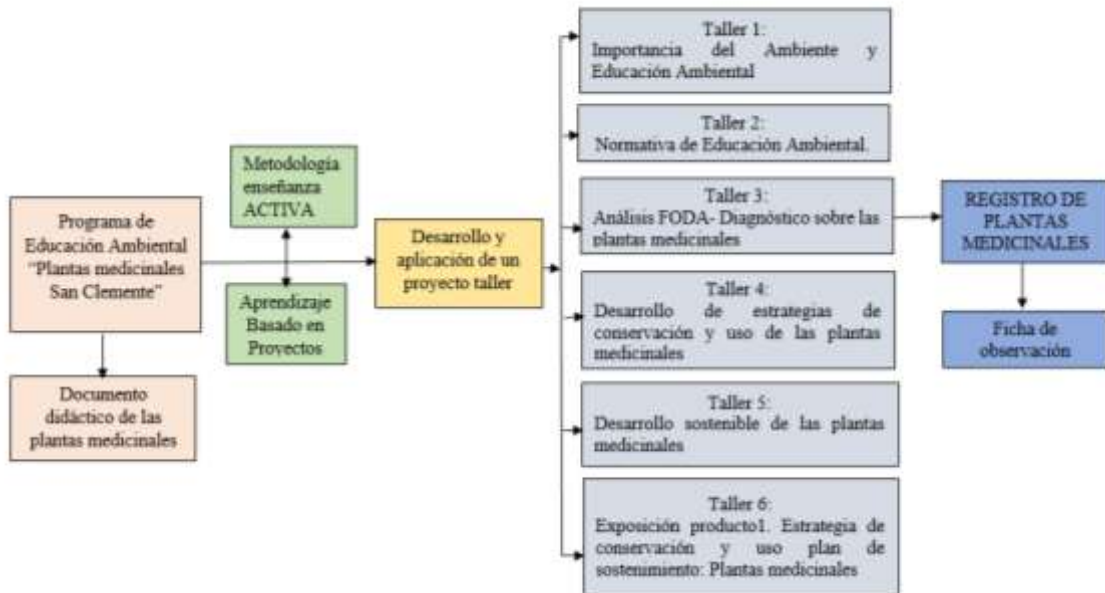 Programa de
Educación Ambiental
"Plantas medicinales
San Clemente"
Documento
didáctico de las
plantas medicinales
Metodología
enseñanza
ACTIVA
Aprendizaje
Basado en
Proyectos
Desarrollo y
aplicación de un
proyecto taller
Taller 1:
Importancia del Ambiente y
Educación Ambiental
Taller 2:
Normativa de Educación Ambiental.
Taller 3:
Análisis FODA- Diagnóstico sobre las
plantas medicinales
Taller 4:
Desarrollo de estrategias de
conservación y uso de las plantas
medicinales
Taller 5:
Desarrollo sostenible de las plantas
medicinales
Taller 6:
Exposición producto1. Estrategia de
conservación y uso plan de
sostenimiento: Plantas medicinales
REGISTRO DE
PLANTAS
MEDICINALES
Ficha de
observación